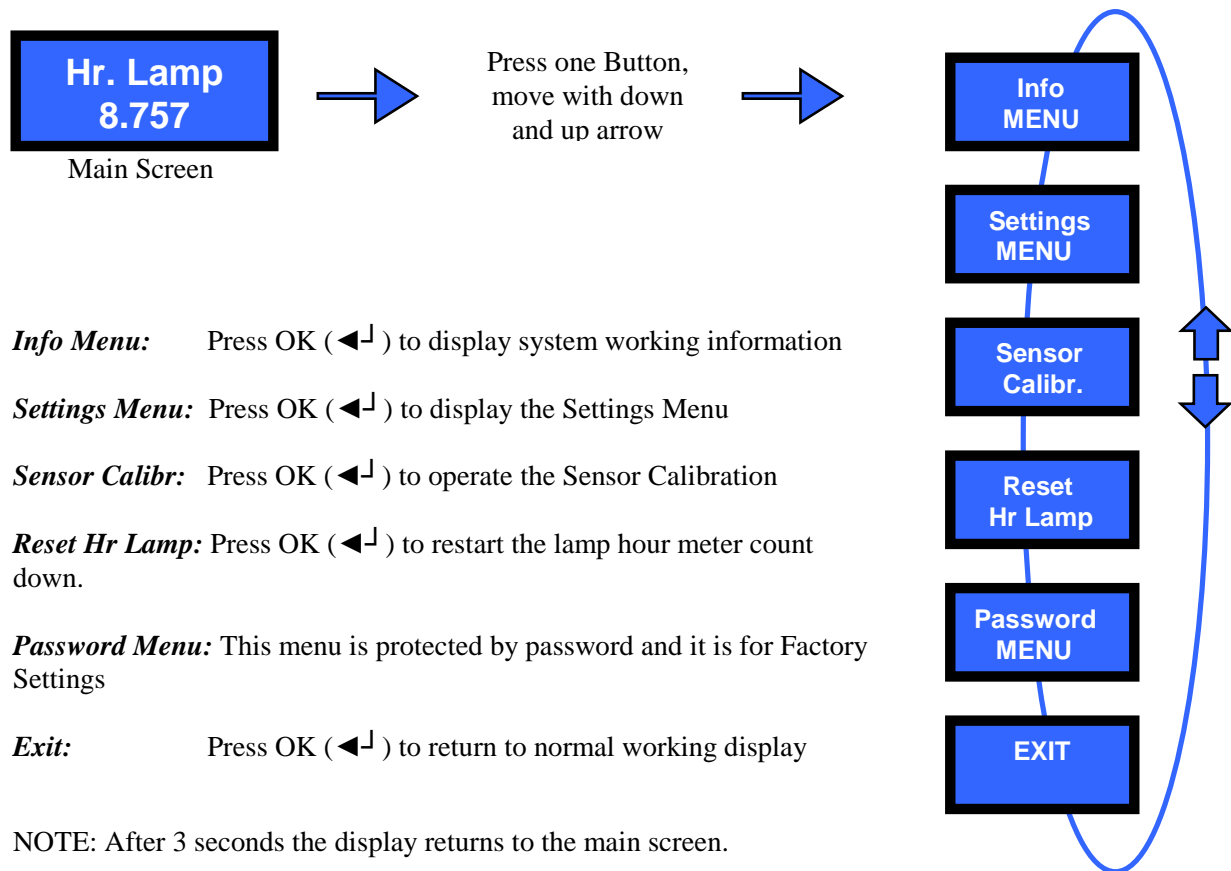 Hr. Lamp
8.757
Main Screen
Press one Button,
move with down
and up arrow
Info
MENU
Settings
MENU
Sensor
Calibr.
Reset
Hr Lamp
Password
MENU
EXIT
Info Menu: Press OK (◄┘) to display system working information
Settings Menu: Press OK (◄┘) to display the Settings Menu
Sensor Calibr: Press OK (◄┘) to operate the Sensor Calibration
Reset Hr Lamp: Press OK (◄┘) to restart the lamp hour meter count
down.
Password Menu: This menu is protected by password and it is for Factory
Settings
Exit: Press OK (◄┘) to return to normal working display
NOTE: After 3 seconds the display returns to the main screen.